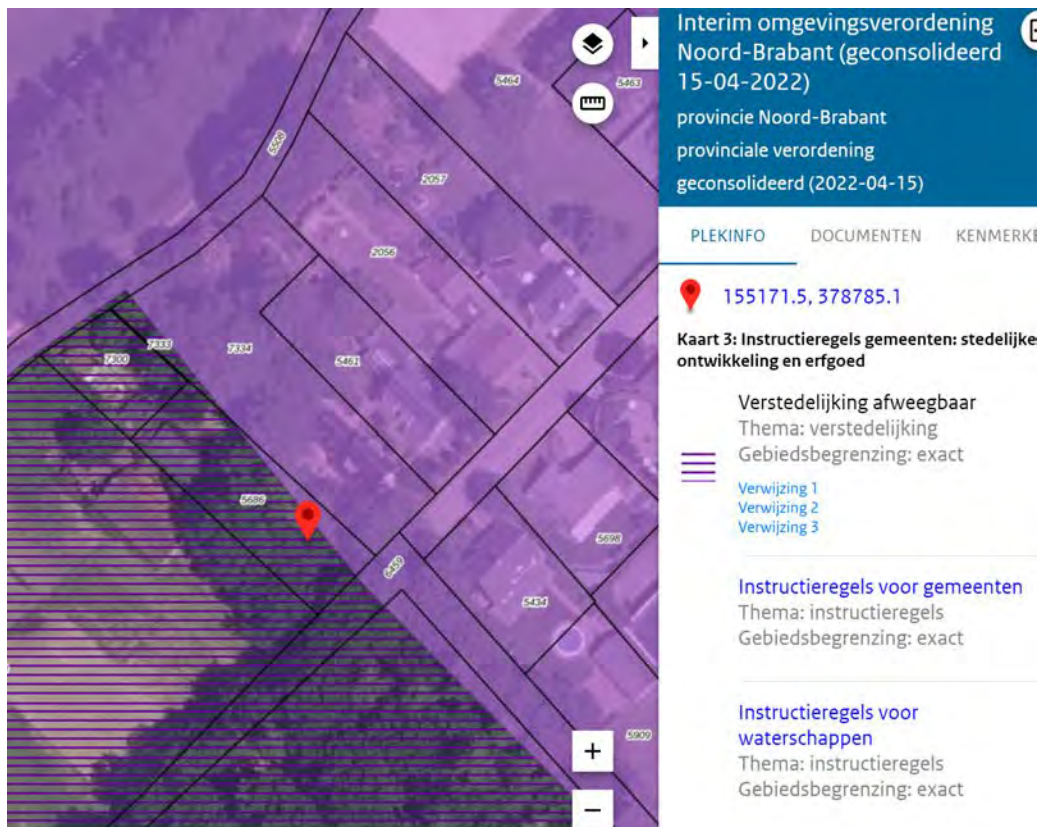 Interim omgevingsverordening
Noord-Brabant (geconsolideerd
15-04-2022)
provincie Noord-Brabant
provinciale verordening
geconsolideerd (2022-04-15)
PLEKINFO DOCUMENTEN KENMERKE
155171.5, 378785.1
Kaart 3: Instructieregels gemeenten: stedelijke
ontwikkeling en erfgoed
Verstedelijking afweegbaar
Thema: verstedelijking
Gebiedsbegrenzing: exact
Verwijzing 1
Verwijzing 2
Verwijzing 3
Instructieregels voor gemeenten
Thema: instructieregels
Gebiedsbegrenzing: exact
Instructieregels voor
waterschappen
Thema: instructieregels
Gebiedsbegrenzing: exact
5464
5463
5508
2057
2056
7300
7333
7334
5461
5686
5698
6459
5434
5909
+
−